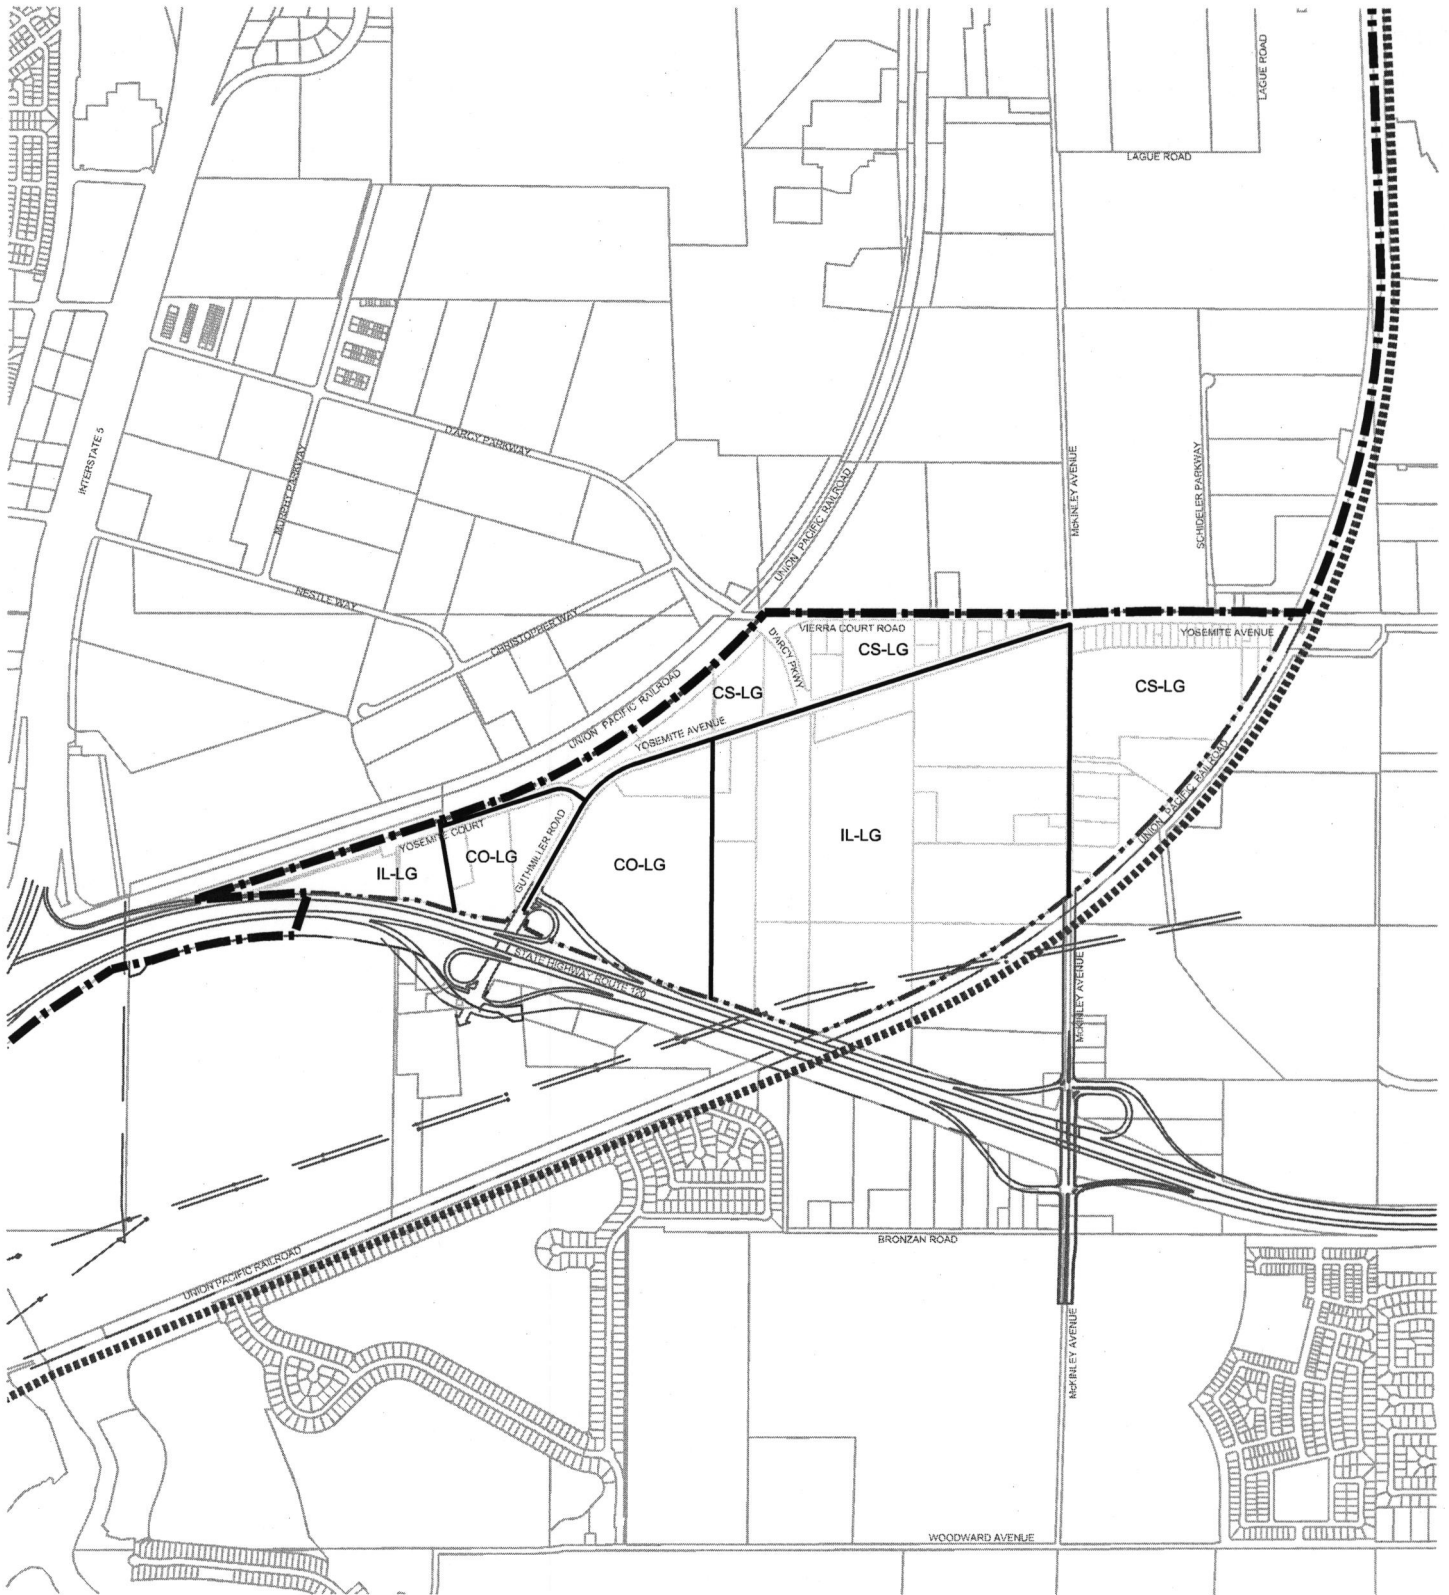 LAGUE ROAD
LAGUE ROAD
INTERSTATE 5
D'ARCY PARKWAY
MURPHY PARKWAY
McKINLEY AVENUE
SCHIDELER PARKWAY
UNION PACIFIC RAILROAD
NESTLE WAY
CHRISTOPHER WAY
VIERRA COURT ROAD
YOSEMITE AVENUE
D'ARCY PKWY
CS-LG
CS-LG
CS-LG
UNION PACIFIC RAILROAD
YOSEMITE AVENUE
UNION PACIFIC RAILROAD
YOSEMITE COURT
GUTHMILLER ROAD
IL-LG
CO-LG
CO-LG
IL-LG
STATE HIGHWAY ROUTE 120
McKINLEY AVENUE
UNION PACIFIC RAILROAD
BRONZAN ROAD
McKINLEY AVENUE
WOODWARD AVENUE